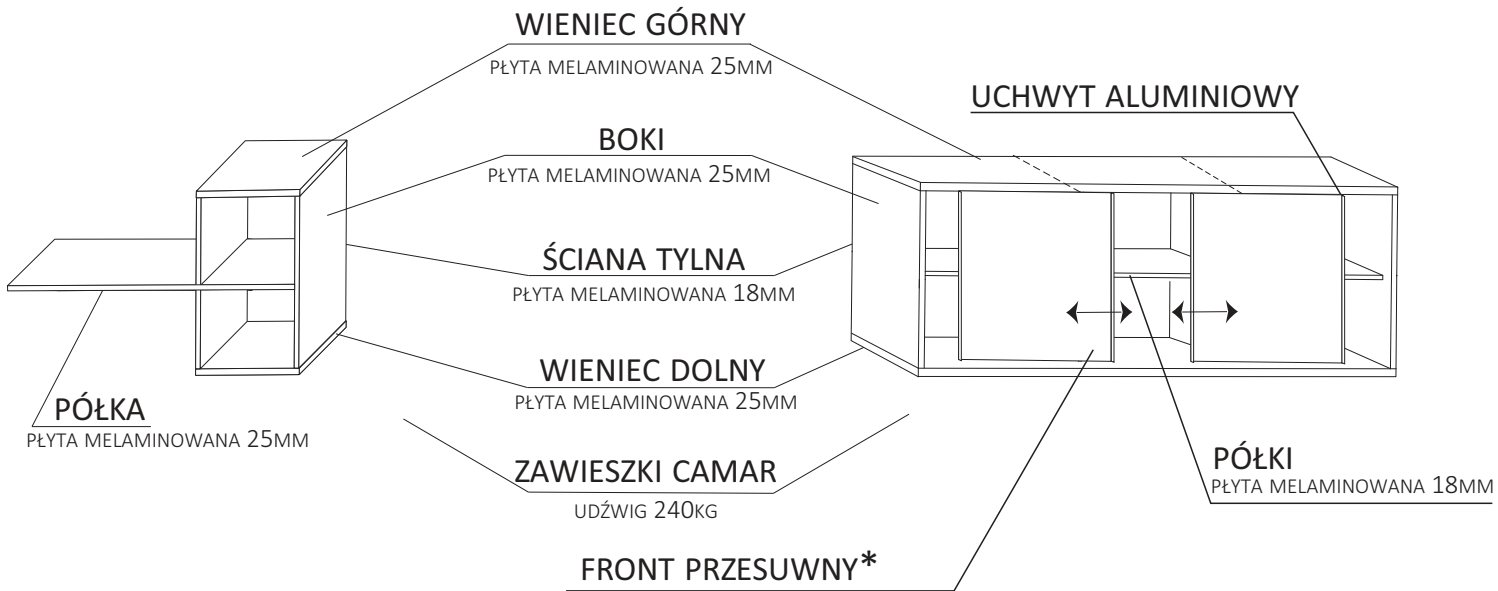 WIENIEC GÓRNY
PŁYTA MELAMINOWANA 25MM
UCHWYT ALUMINIOWY
BOKI
PŁYTA MELAMINOWANA 25MM
ŚCIANA TYLNA
PŁYTA MELAMINOWANA 18MM
WIENIEC DOLNY
PŁYTA MELAMINOWANA 25MM
PÓŁKA
PŁYTA MELAMINOWANA 25MM
ZAWIESZKI CAMAR
UDŹWIG 240KG
PÓŁKI
PŁYTA MELAMINOWANA 18MM
FRONT PRZESUWNY*